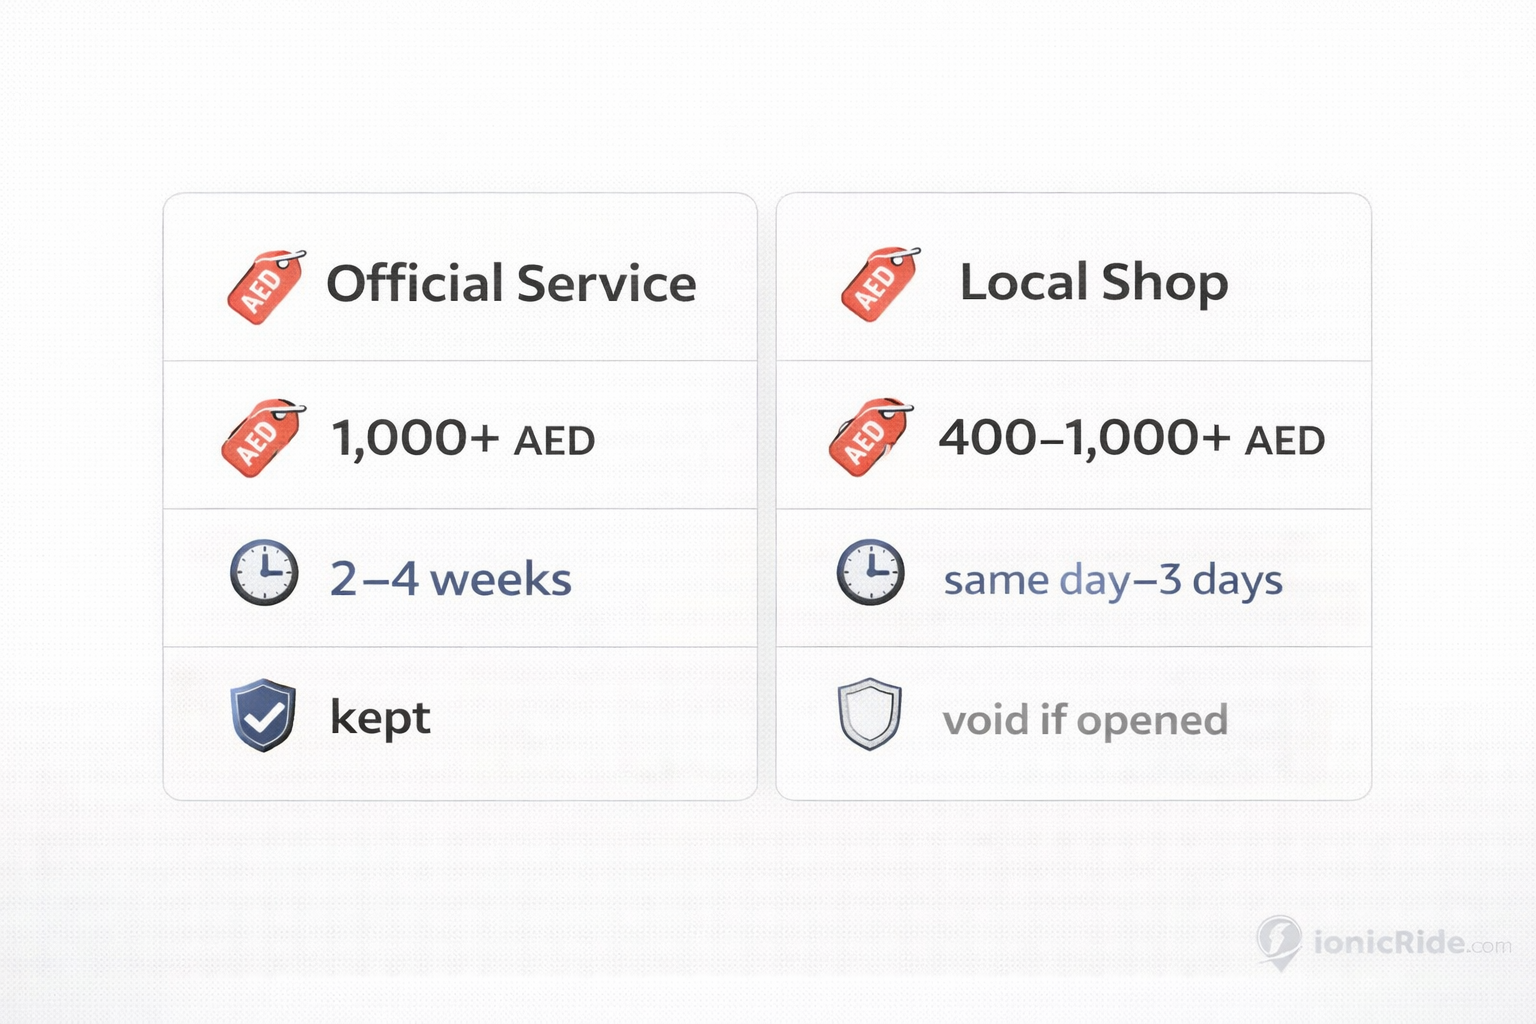 AED Official Service
AED Local Shop
AED 1,000+ AED
AED 400–1,000+ AED
2–4 weeks
same day–3 days
kept
void if opened
ionicRide.com